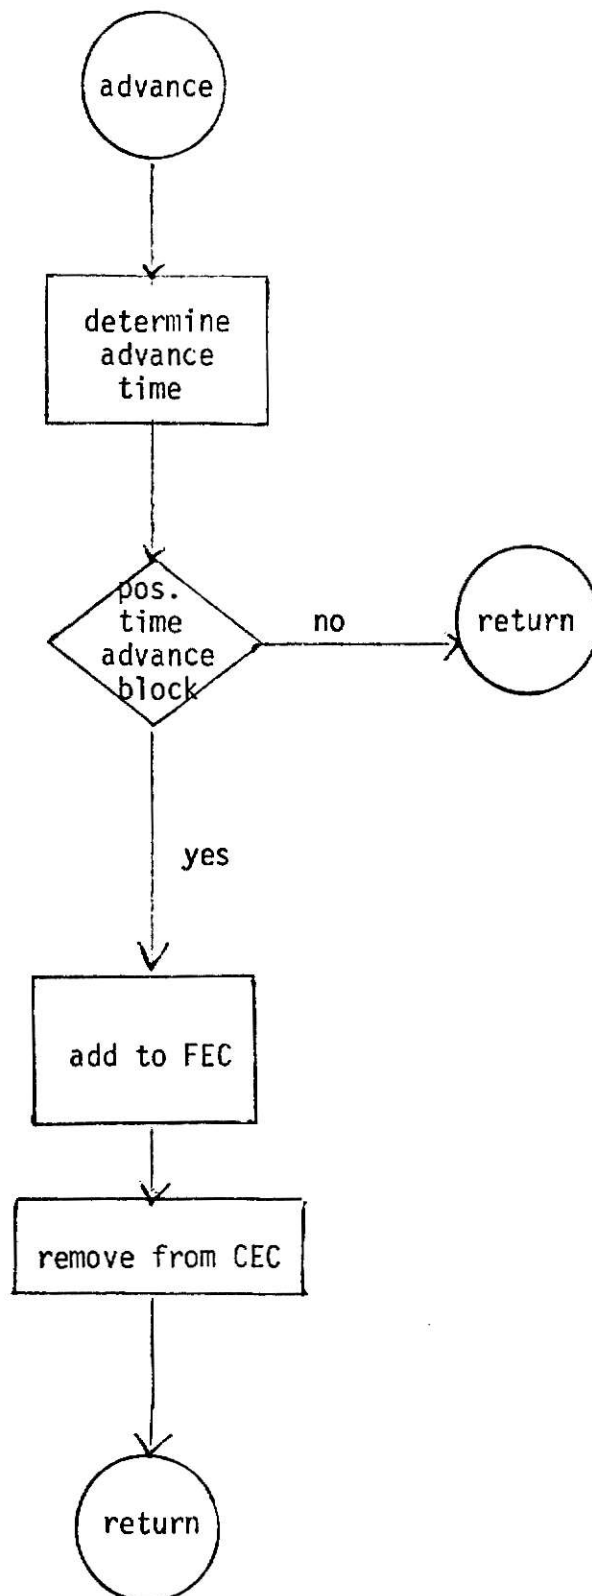 advance
determine
advance
time
pos.
time
advance
block
no
return
yes
add to FEC
remove from CEC
return